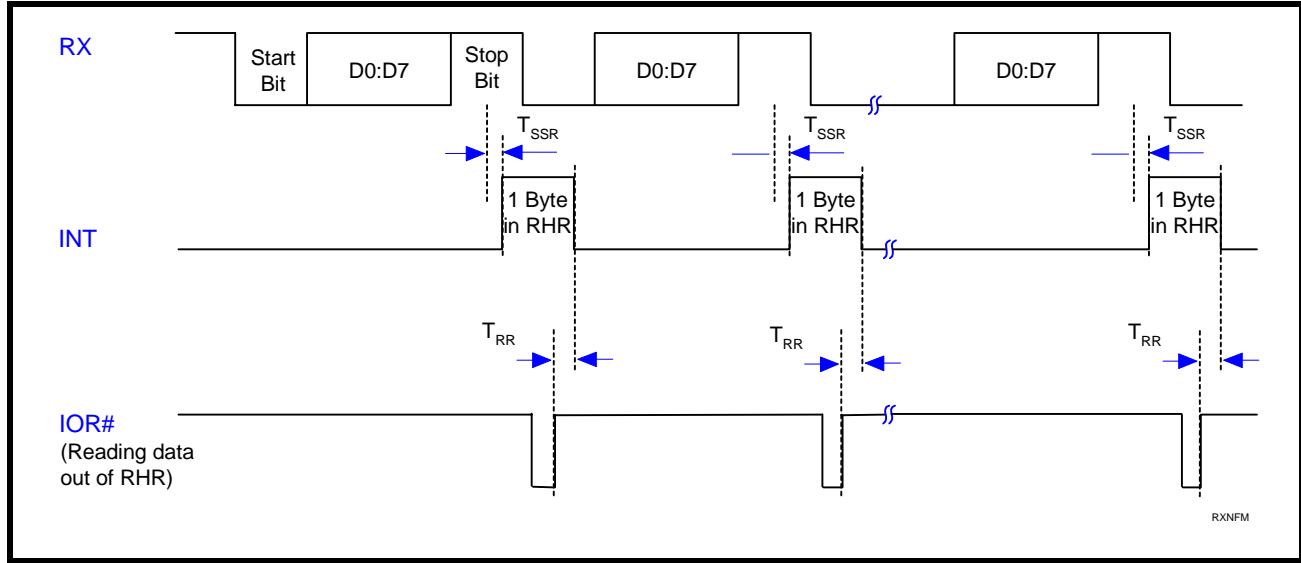 RX
Start
Bit
D0:D7
Stop
Bit
D0:D7
D0:D7
TSSR
TSSR
TSSR
INT
1 Byte
in RHR
1 Byte
in RHR
1 Byte
in RHR
TRR
TRR
TRR
IOR#
(Reading data
out of RHR)
RXNFM